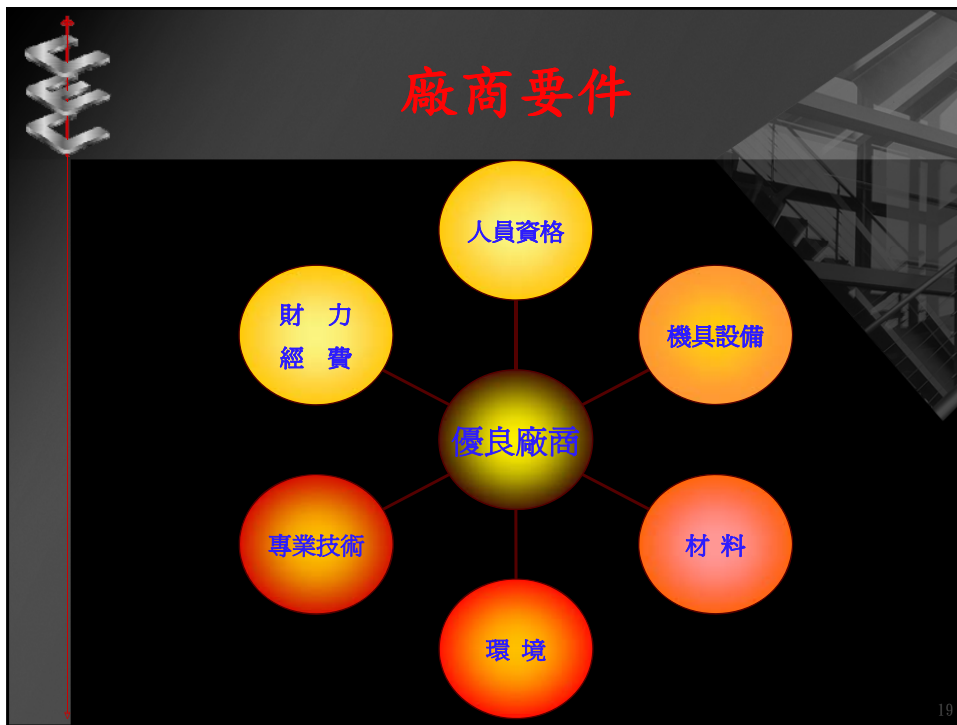 廠商要件
人員資格
機具設備
材 料
環 境
專業技術
財 力
經 費
優良廠商
19